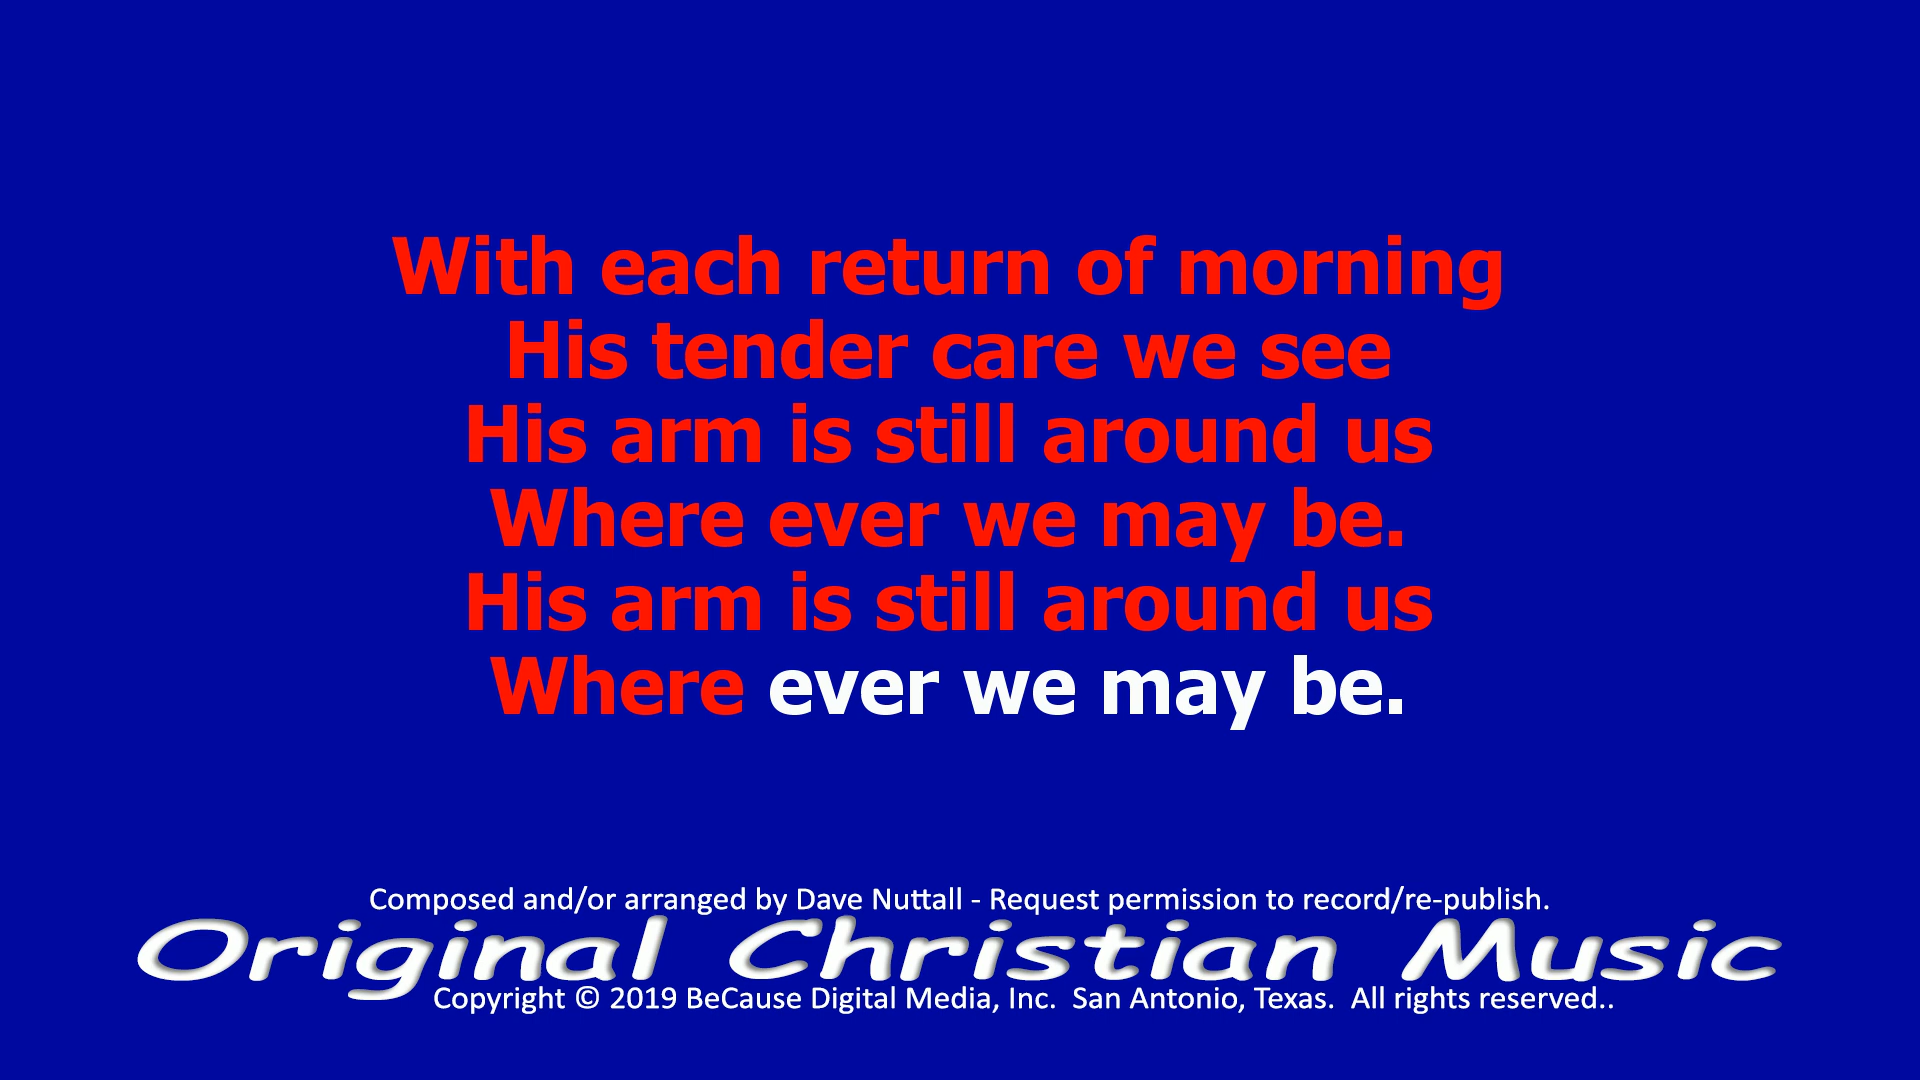 With each return of morning
His tender care we see
His arm is still around us
Where ever we may be.
His arm is still around us
Where ever we may be.
Composed and/or arranged by Dave Nuttall - Request permission to record/re-publish.
Original Christian Music
Copyright © 2019 BeCause Digital Media, Inc.  San Antonio, Texas.  All rights reserved..